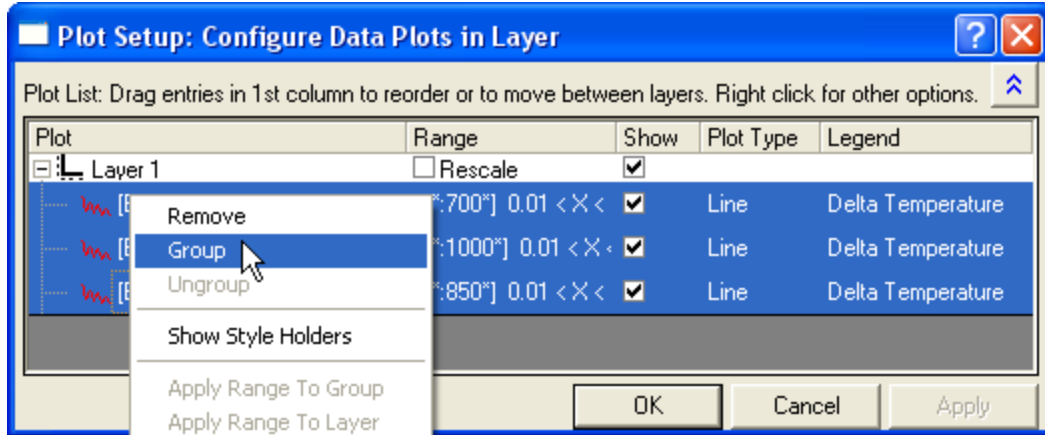 Plot Setup: Configure Data Plots in Layer
Plot List: Drag entries in 1st column to reorder or to move between layers. Right click for other options.
Plot Range Show Plot Type Legend
Layer 1 Rescale
[E *:700*] 0.01 < X < Line Delta Temperature
[E *:1000*] 0.01 < X < Line Delta Temperature
[E *:850*] 0.01 < X < Line Delta Temperature
Remove
Group
Ungroup
Show Style Holders
Apply Range To Group
Apply Range To Layer
OK Cancel Apply